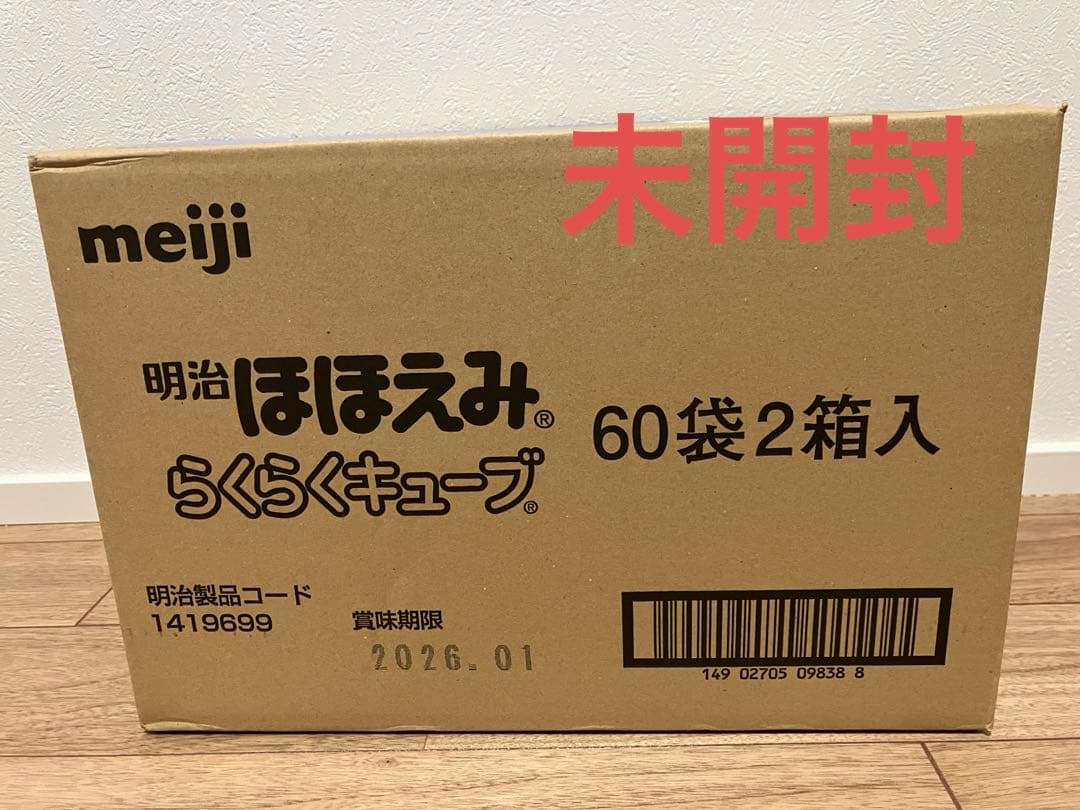 未開封
meiji
明治ほほえみ®
らくらくキューブ®
60袋2箱入
明治製品コード
1419699
賞味期限
2026.01
149 02705 09838 8